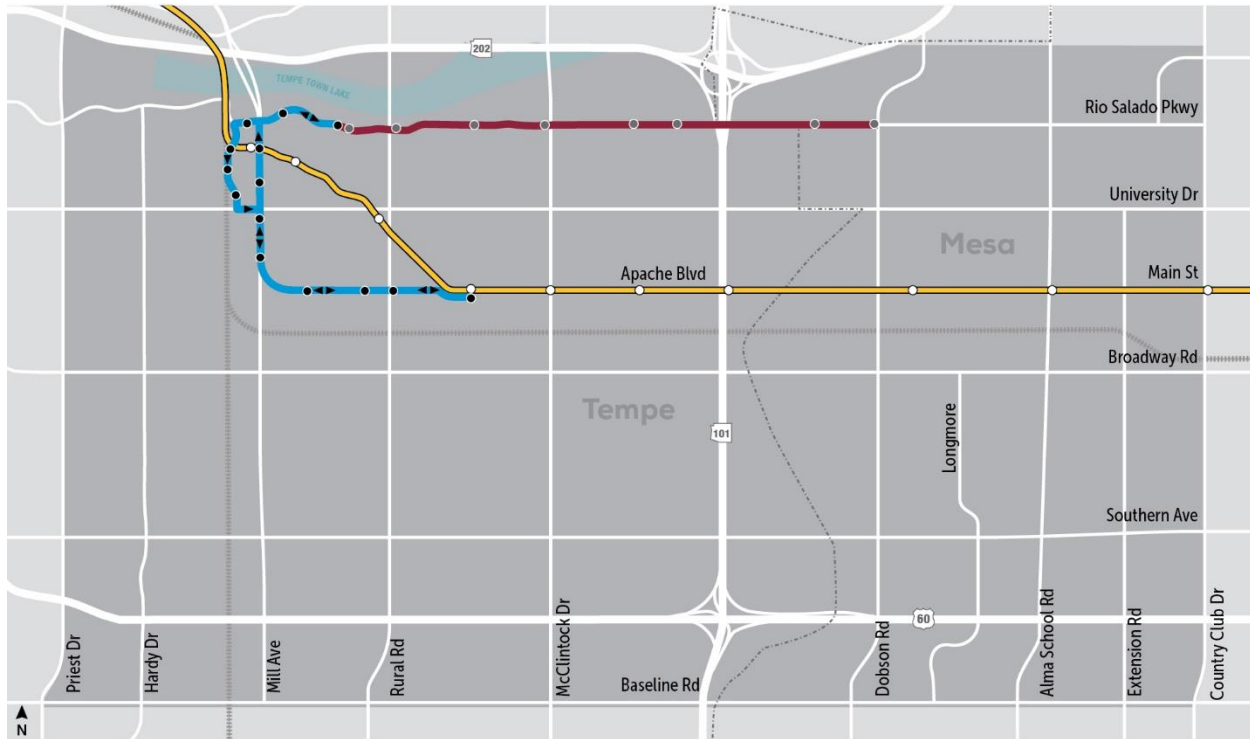 202
TEMPE TOWN LAKE
Rio Salado Pkwy
University Dr
Mesa
Apache Blvd
Main St
Broadway Rd
Tempe
101
Longmore
Southern Ave
60
Priest Dr
Hardy Dr
Mill Ave
Rural Rd
McClintock Dr
Baseline Rd
Dobson Rd
Alma School Rd
Extension Rd
Country Club Dr
N